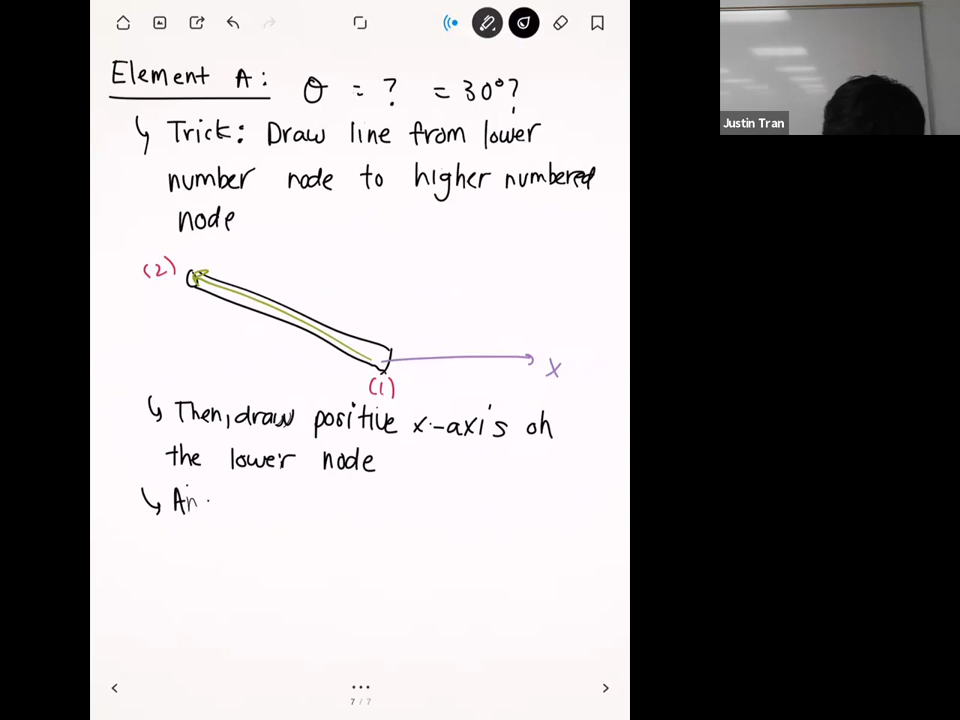 Element A: θ = ? = 30°?
↳ Trick: Draw line from lower
number node to higher numbered
node
(2)
x
(1)
↳ Then, draw positive x-axis on
the lower node
↳ An
7 / 7
Justin Tran